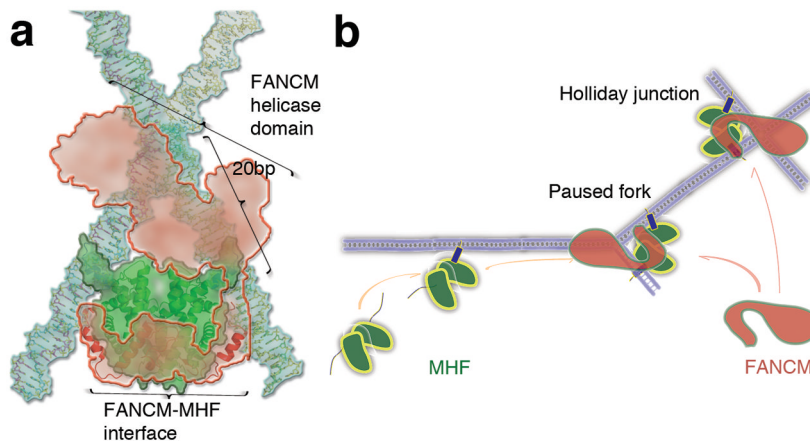 a
FANCM
helicase
domain
20bp
FANCM-MHF
interface
b
Holliday junction
Paused fork
MHF
FANCM